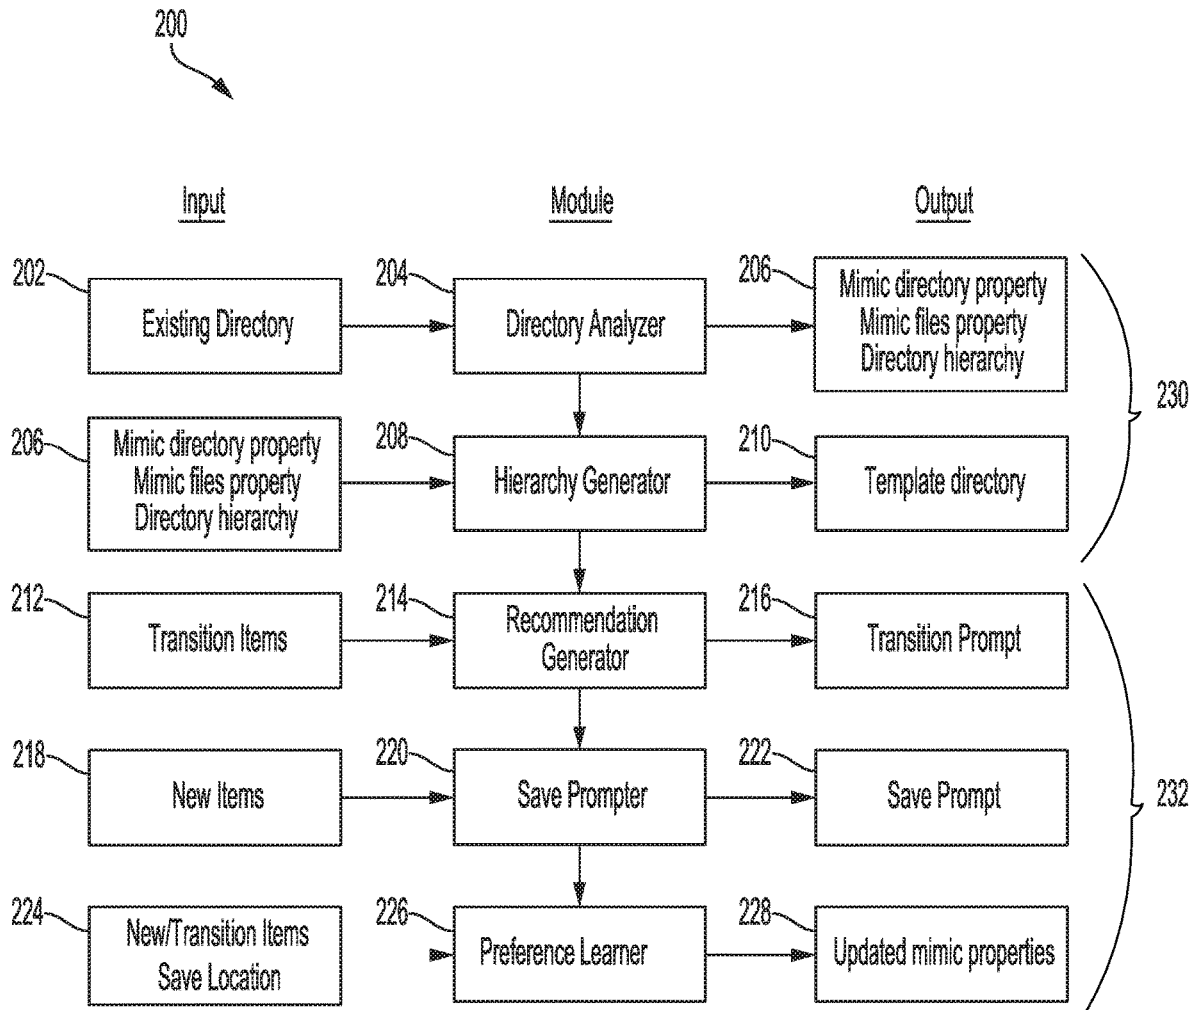 200
Input
Module
Output
202
Existing Directory
204
Directory Analyzer
206
Mimic directory property
Mimic files property
Directory hierarchy
230
206
Mimic directory property
Mimic files property
Directory hierarchy
208
Hierarchy Generator
210
Template directory
212
Transition Items
214
Recommendation
Generator
216
Transition Prompt
218
New Items
220
Save Prompter
222
Save Prompt
232
224
New/Transition Items
Save Location
226
Preference Learner
228
Updated mimic properties